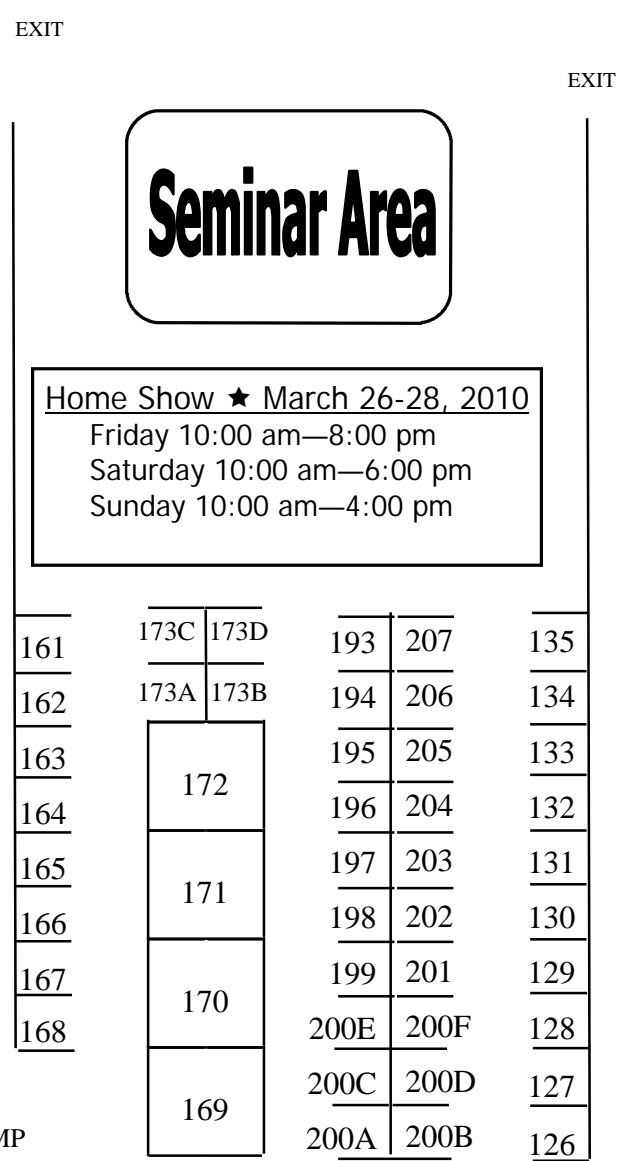 EXIT
EXIT
Seminar Area
Home Show ★ March 26-28, 2010
Friday 10:00 am—8:00 pm
Saturday 10:00 am—6:00 pm
Sunday 10:00 am—4:00 pm
161 173C 173D 193 207 135
162 173A 173B 194 206 134
163 172 195 205 133
164 196 204 132
165 171 197 203 131
166 198 202 130
167 170 199 201 129
168 200E 200F 128
169 200C 200D 127
MP 200A 200B 126